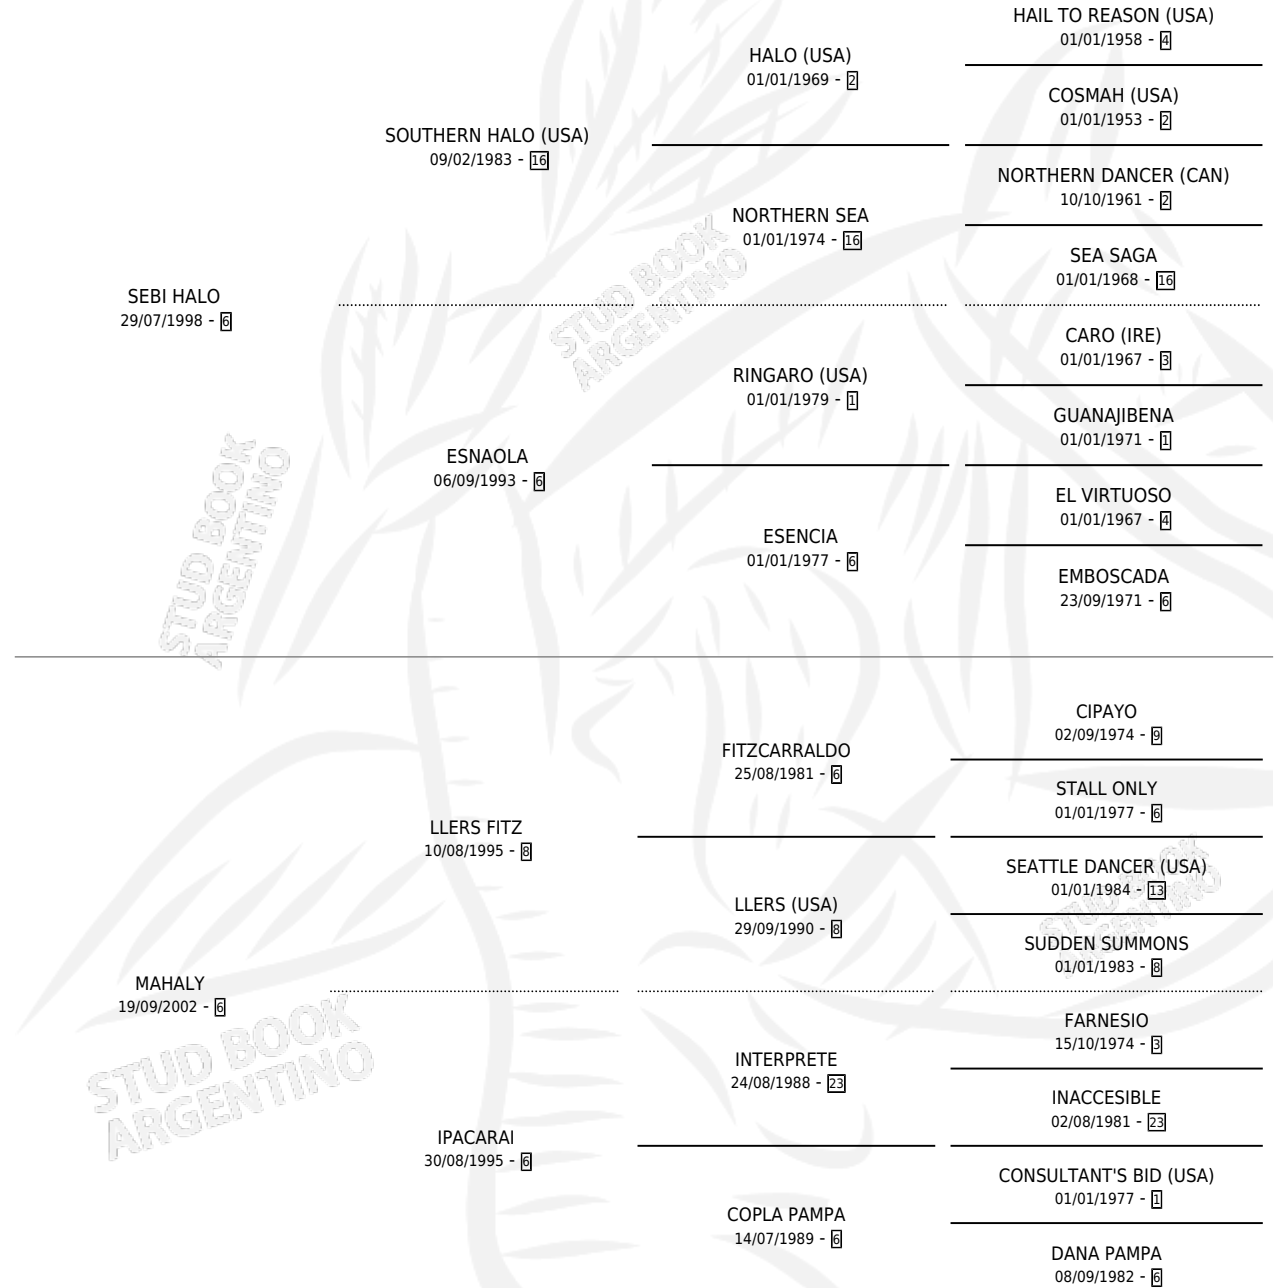 HAIL TO REASON (USA)
01/01/1958 - 4
HALO (USA)
01/01/1969 - 2
COSMAH (USA)
01/01/1953 - 2
SOUTHERN HALO (USA)
09/02/1983 - 16
NORTHERN DANCER (CAN)
10/10/1961 - 2
NORTHERN SEA
01/01/1974 - 16
SEA SAGA
01/01/1968 - 16
SEBI HALO
29/07/1998 - 6
CARO (IRE)
01/01/1967 - 3
RINGARO (USA)
01/01/1979 - 1
GUANAJIBENA
01/01/1971 - 1
ESNAOLA
06/09/1993 - 6
EL VIRTUOSO
01/01/1967 - 4
ESENCIA
01/01/1977 - 6
EMBOSCADA
23/09/1971 - 6
STUD BOOK
ARGENTINO
STUD BOOK
ARGENTINO
CIPAYO
02/09/1974 - 9
FITZCARRALDO
25/08/1981 - 6
STALL ONLY
01/01/1977 - 6
LLERS FITZ
10/08/1995 - 8
SEATTLE DANCER (USA)
01/01/1984 - 13
LLERS (USA)
29/09/1990 - 8
SUDDEN SUMMONS
01/01/1983 - 8
STUD BOOK
ARGENTINO
MAHALY
19/09/2002 - 6
FARNESIO
15/10/1974 - 3
INTERPRETE
24/08/1988 - 23
INACCESIBLE
02/08/1981 - 23
STUD BOOK
ARGENTINO
IPACARAI
30/08/1995 - 6
CONSULTANT'S BID (USA)
01/01/1977 - 1
COPLA PAMPA
14/07/1989 - 6
DANA PAMPA
08/09/1982 - 6